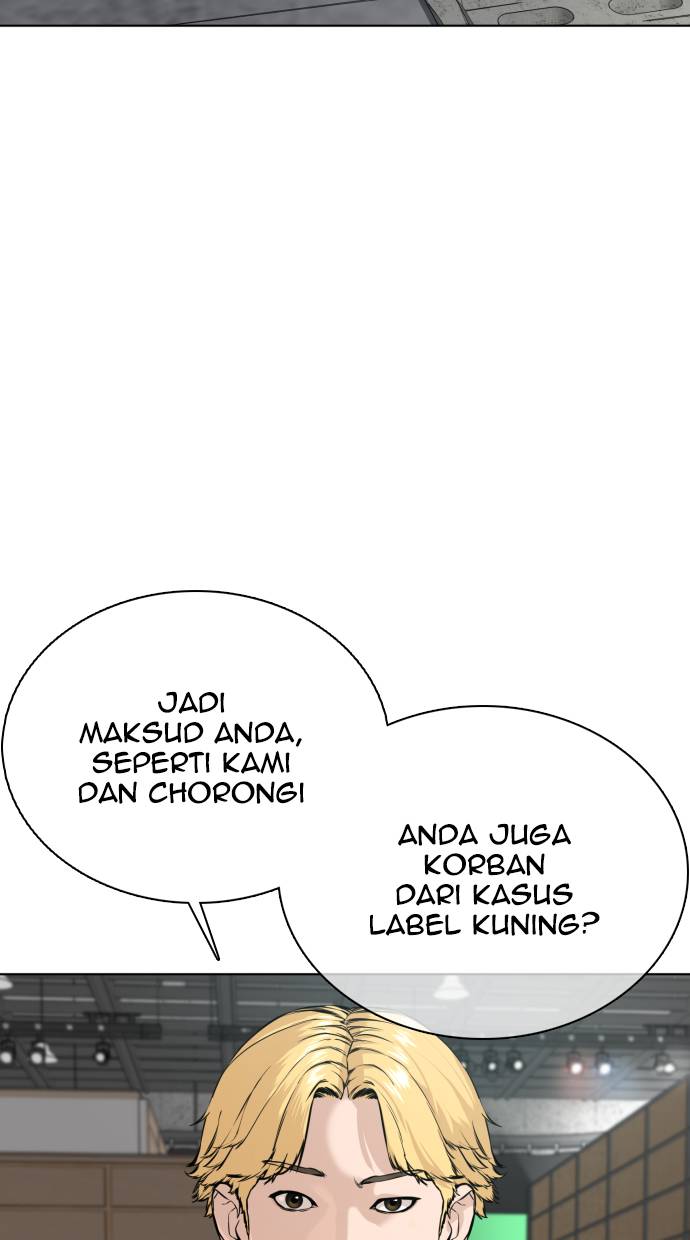 JADI
MAKSUD ANDA,
SEPERTI KAMI
DAN CHORONGI
ANDA JUGA
KORBAN
DARI KASUS
LABEL KUNING?